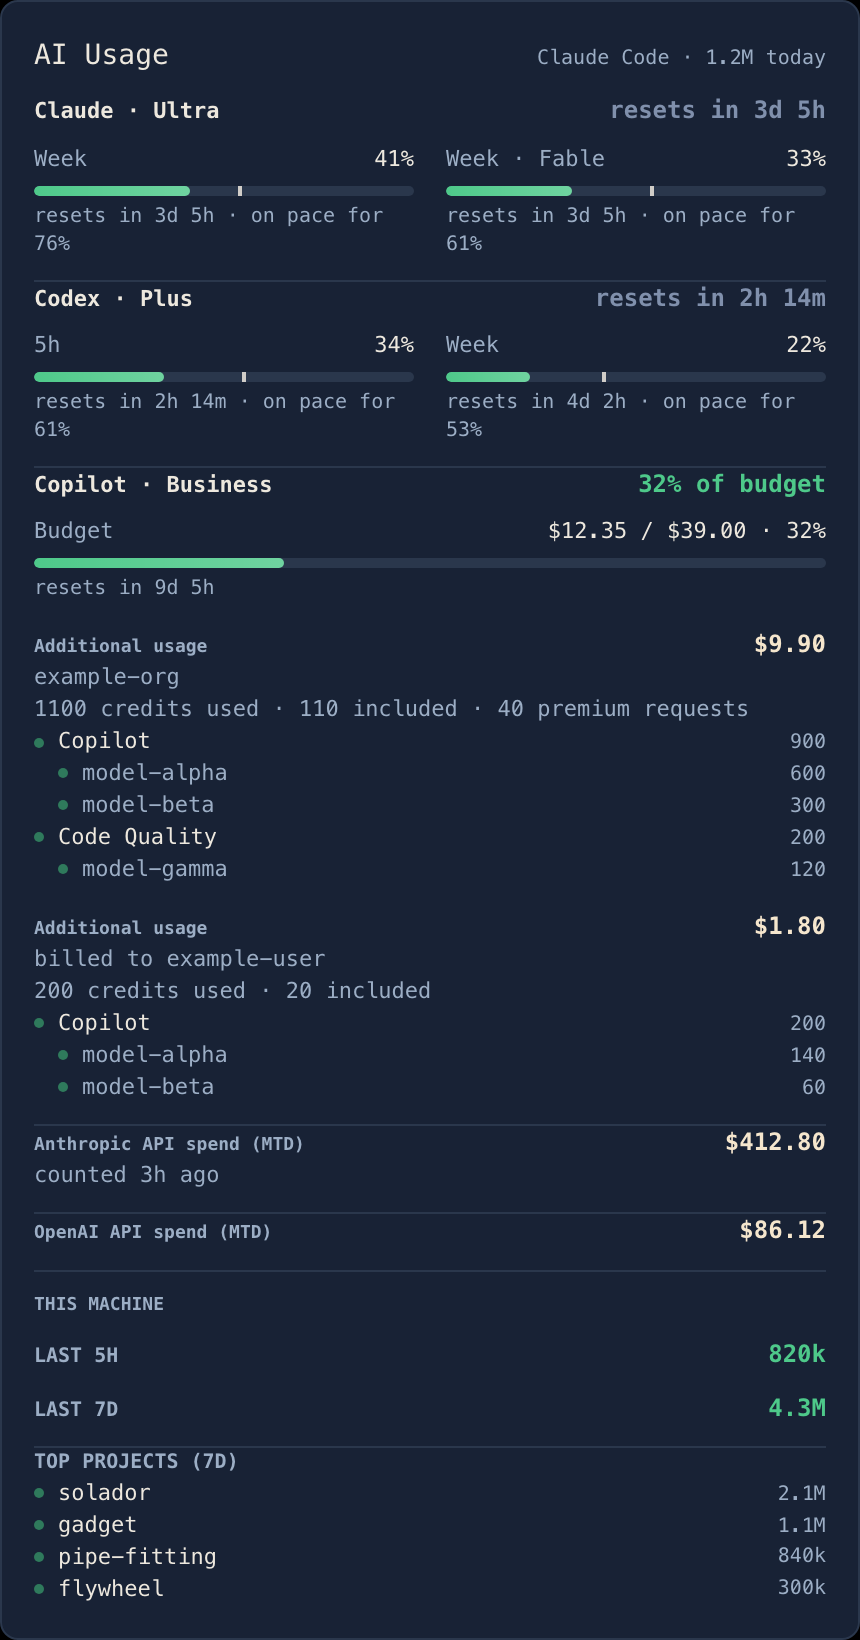 AI Usage
Claude Code · 1.2M today
Claude · Ultra
resets in 3d 5h
Week
41%
resets in 3d 5h · on pace for
76%
Week · Fable
33%
resets in 3d 5h · on pace for
61%
Codex · Plus
resets in 2h 14m
5h
34%
resets in 2h 14m · on pace for
61%
Week
22%
resets in 4d 2h · on pace for
53%
Copilot · Business
32% of budget
Budget
$12.35 / $39.00 · 32%
resets in 9d 5h
Additional usage
$9.90
example-org
1100 credits used · 110 included · 40 premium requests
Copilot
900
model-alpha
600
model-beta
300
Code Quality
200
model-gamma
120
Additional usage
$1.80
billed to example-user
200 credits used · 20 included
Copilot
200
model-alpha
140
model-beta
60
Anthropic API spend (MTD)
$412.80
counted 3h ago
OpenAI API spend (MTD)
$86.12
THIS MACHINE
LAST 5H
820k
LAST 7D
4.3M
TOP PROJECTS (7D)
solador
2.1M
gadget
1.1M
pipe-fitting
840k
flywheel
300k